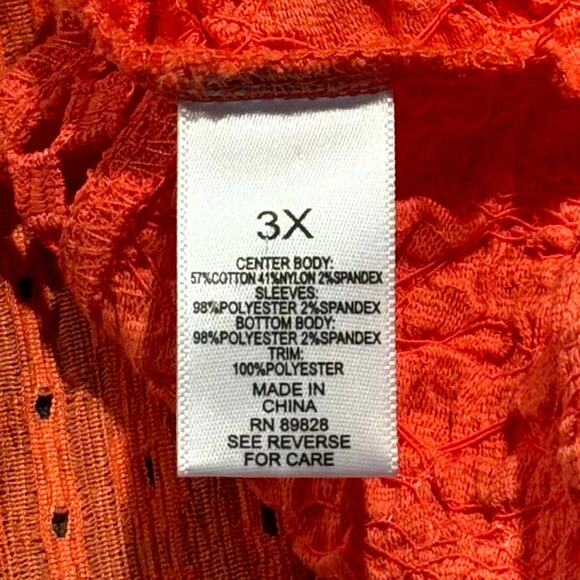 3X
CENTER BODY:
57%COTTON 41%NYLON 2%SPANDEX
SLEEVES:
98%POLYESTER 2%SPANDEX
BOTTOM BODY:
98%POLYESTER 2%SPANDEX
TRIM:
100%POLYESTER
MADE IN
CHINA
RN 89828
SEE REVERSE
FOR CARE